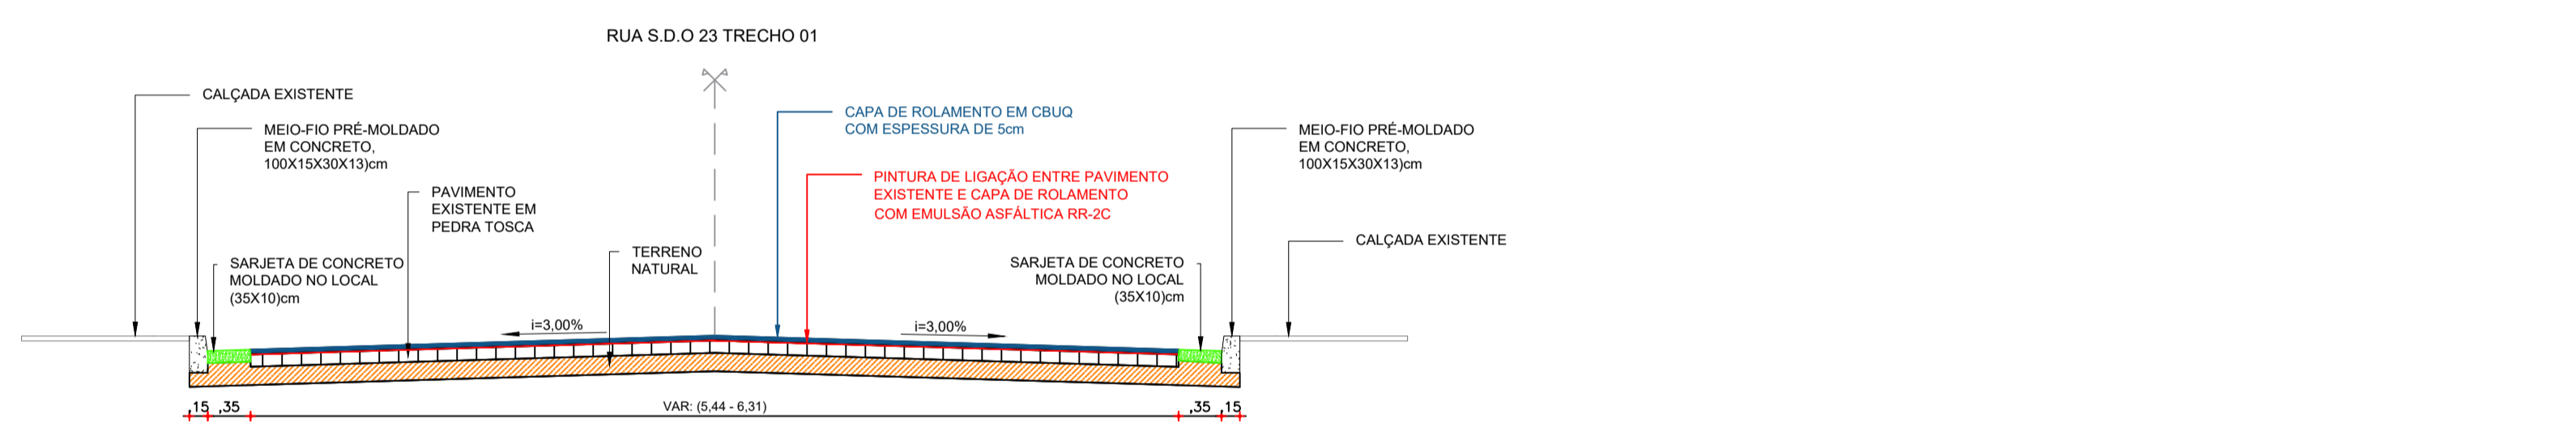 RUA S.D.O 23 TRECHO 01
CALÇADA EXISTENTE
MEIO-FIO PRÉ-MOLDADO
EM CONCRETO,
100X15X30X13)cm
PAVIMENTO
EXISTENTE EM
PEDRA TOSCA
SARJETA DE CONCRETO
MOLDADO NO LOCAL
(35X10)cm
TERRENO
NATURAL
CAPA DE ROLAMENTO EM CBUQ
COM ESPESSURA DE 5cm
PINTURA DE LIGAÇÃO ENTRE PAVIMENTO
EXISTENTE E CAPA DE ROLAMENTO
COM EMULSÃO ASFÁLTICA RR-2C
MEIO-FIO PRÉ-MOLDADO
EM CONCRETO,
100X15X30X13)cm
CALÇADA EXISTENTE
SARJETA DE CONCRETO
MOLDADO NO LOCAL
(35X10)cm
i=3,00%
i=3,00%
,15
,35
VAR: (5,44 - 6,31)
,35
,15